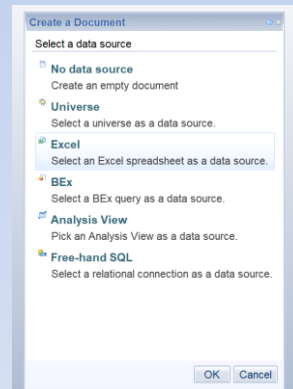 Create a Document
Select a data source
No data source
Create an empty document
Universe
Select a universe as a data source.
Excel
Select an Excel spreadsheet as a data source.
BEx
Select a BEx query as a data source.
Analysis View
Pick an Analysis View as a data source.
Free-hand SQL
Select a relational connection as a data source.
OK Cancel